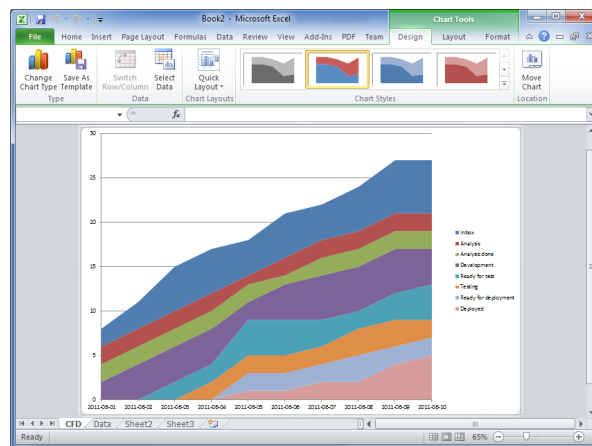 Book2 - Microsoft Excel
Chart Tools
File Home Insert Page Layout Formulas Data Review View Add-Ins PDF Team Design Layout Format
Change Chart Type
Save As Template
Switch Row/Column
Select Data
Quick Layout
Move Chart
Type Data Chart Layouts Chart Styles Location
fx
30
25
20
15
10
5
0
2011-06-01 2011-06-02 2011-06-03 2011-06-04 2011-06-05 2011-06-06 2011-06-07 2011-06-08 2011-06-09 2011-06-10
Inbox
Analysis
Analysis done
Development
Ready for test
Testing
Ready for deployment
Deployed
CFD Data Sheet2 Sheet3
Ready 65%